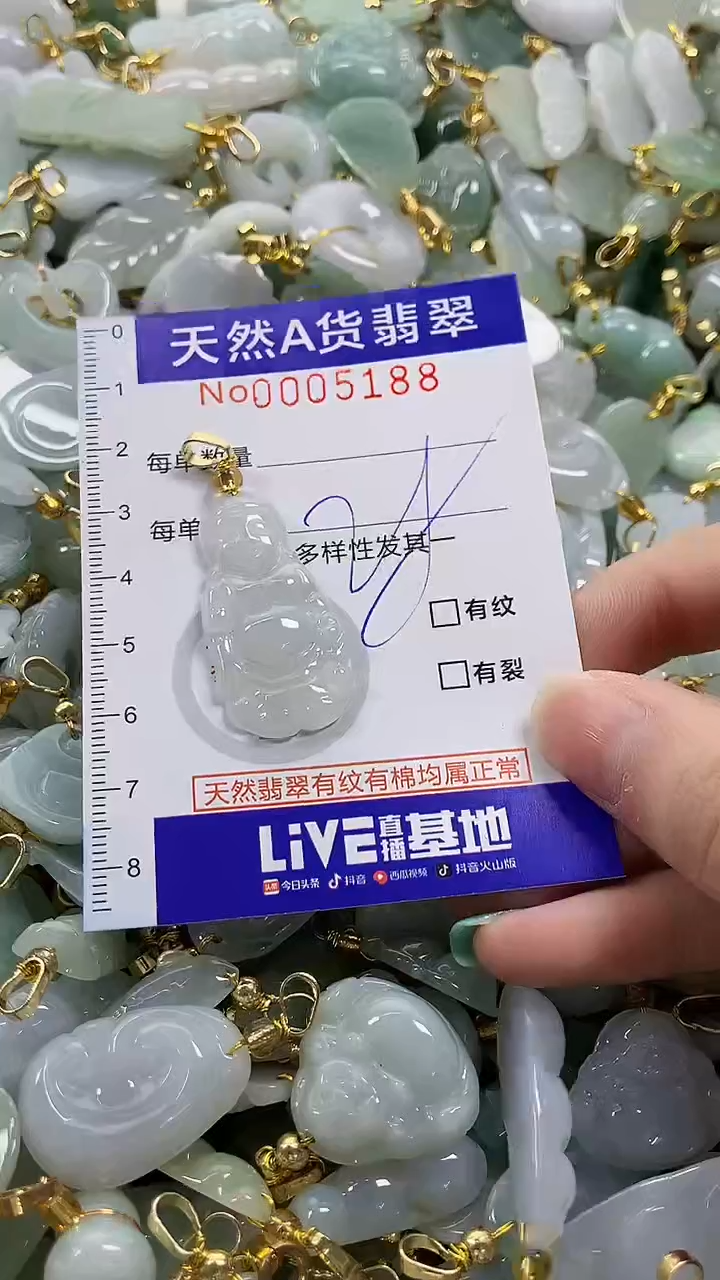 天然A货翡翠
No0005188
每单数量
每单
多样性发其一
有纹
有裂
天然翡翠有纹有棉均属正常
LiVE直播基地
头条 今日头条 抖音 西瓜视频 抖音火山版
0
1
2
3
4
5
6
7
8